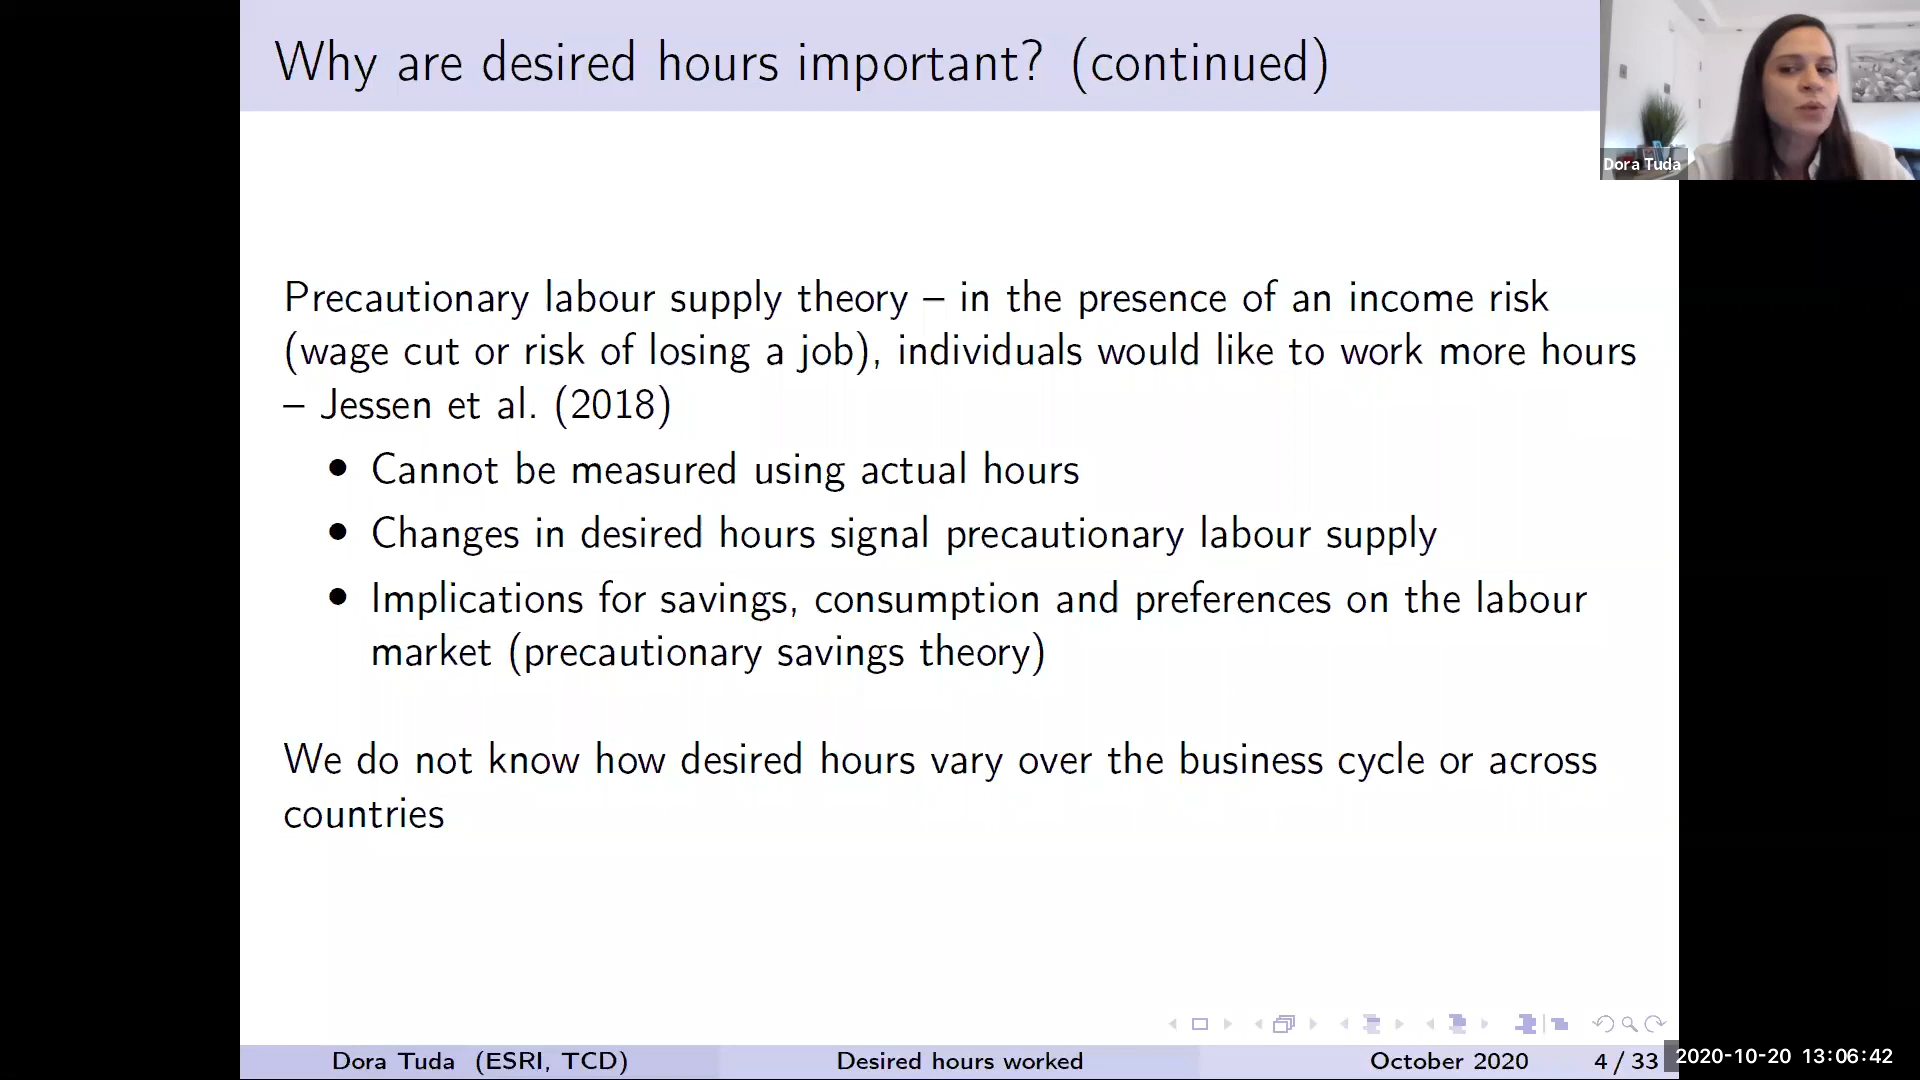 Why are desired hours important? (continued)
Dora Tuda
Precautionary labour supply theory – in the presence of an income risk
(wage cut or risk of losing a job), individuals would like to work more hours
– Jessen et al. (2018)
• Cannot be measured using actual hours
• Changes in desired hours signal precautionary labour supply
• Implications for savings, consumption and preferences on the labour
market (precautionary savings theory)
We do not know how desired hours vary over the business cycle or across
countries
Dora Tuda (ESRI, TCD) Desired hours worked October 2020 4 / 33
2020-10-20 13:06:42